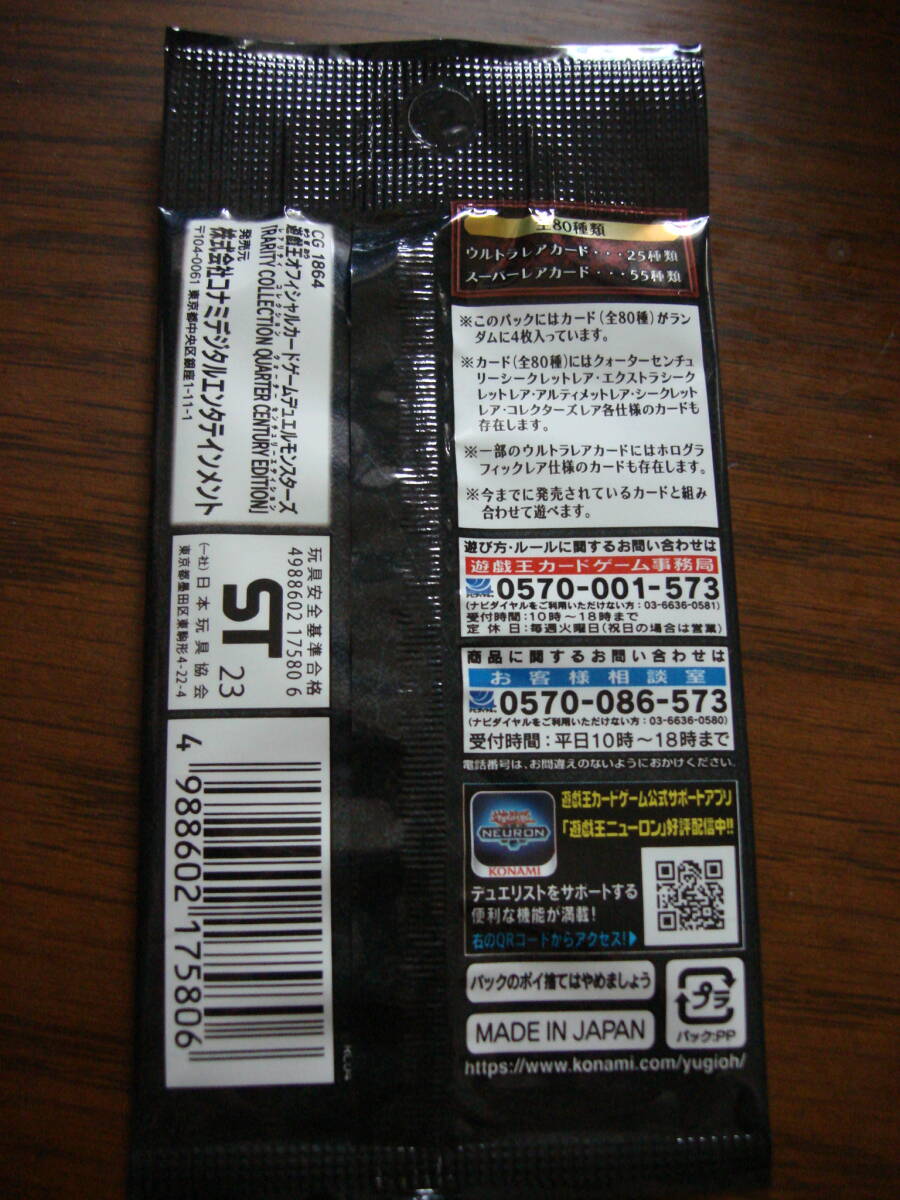 全80種類
ウルトラレアカード・・・25種類
スーパーレアカード・・・55種類
※このパックにはカード(全80種)がラン
ダムに4枚入っています。
※カード(全80種)にはクォーターセンチュ
リーシークレットレア・エクストラシーク
レットレア・アルティメットレア・シークレット
レア・コレクターズレア各仕様のカードも
存在します。
※一部のウルトラレアカードにはホログラ
フィックレア仕様のカードも存在します。
※今までに発売されているカードと組み
合わせて遊べます。
遊び方・ルールに関するお問い合わせは
遊戯王カードゲーム事務局
0570-001-573
(ナビダイヤルをご利用いただけない方:03-6636-0581)
受付時間:10時〜18時まで
定休日:毎週火曜日(祝日の場合は営業)
商品に関するお問い合わせは
お客様相談室
0570-086-573
(ナビダイヤルをご利用いただけない方:03-6636-0580)
受付時間:平日10時〜18時まで
電話番号は、お間違えのないようにおかけください。
遊戯王カードゲーム公式サポートアプリ
「遊戯王ニューロン」好評配信中!!
NEURON
KONAMI
デュエリストをサポートする
便利な機能が満載!
右のQRコードからアクセス!▶
パックのポイ捨てはやめましょう
MADE IN JAPAN
プラ
パック:PP
https://www.konami.com/yugioh/
CG 1864
遊戯王オフィシャルカードゲームデュエルモンスターズ
レアリティ コレクション クォーター センチュリーエディション
「RARITY COLLECTION QUARTER CENTURY EDITION」
発売元
株式会社コナミデジタルエンタテインメント
〒104-0061 東京都中央区銀座1-11-1
玩具安全基準合格
4988602 17580 6
ST 23
(一社)日本玩具協会
東京都墨田区東駒形4-22-4
4 988602 175806